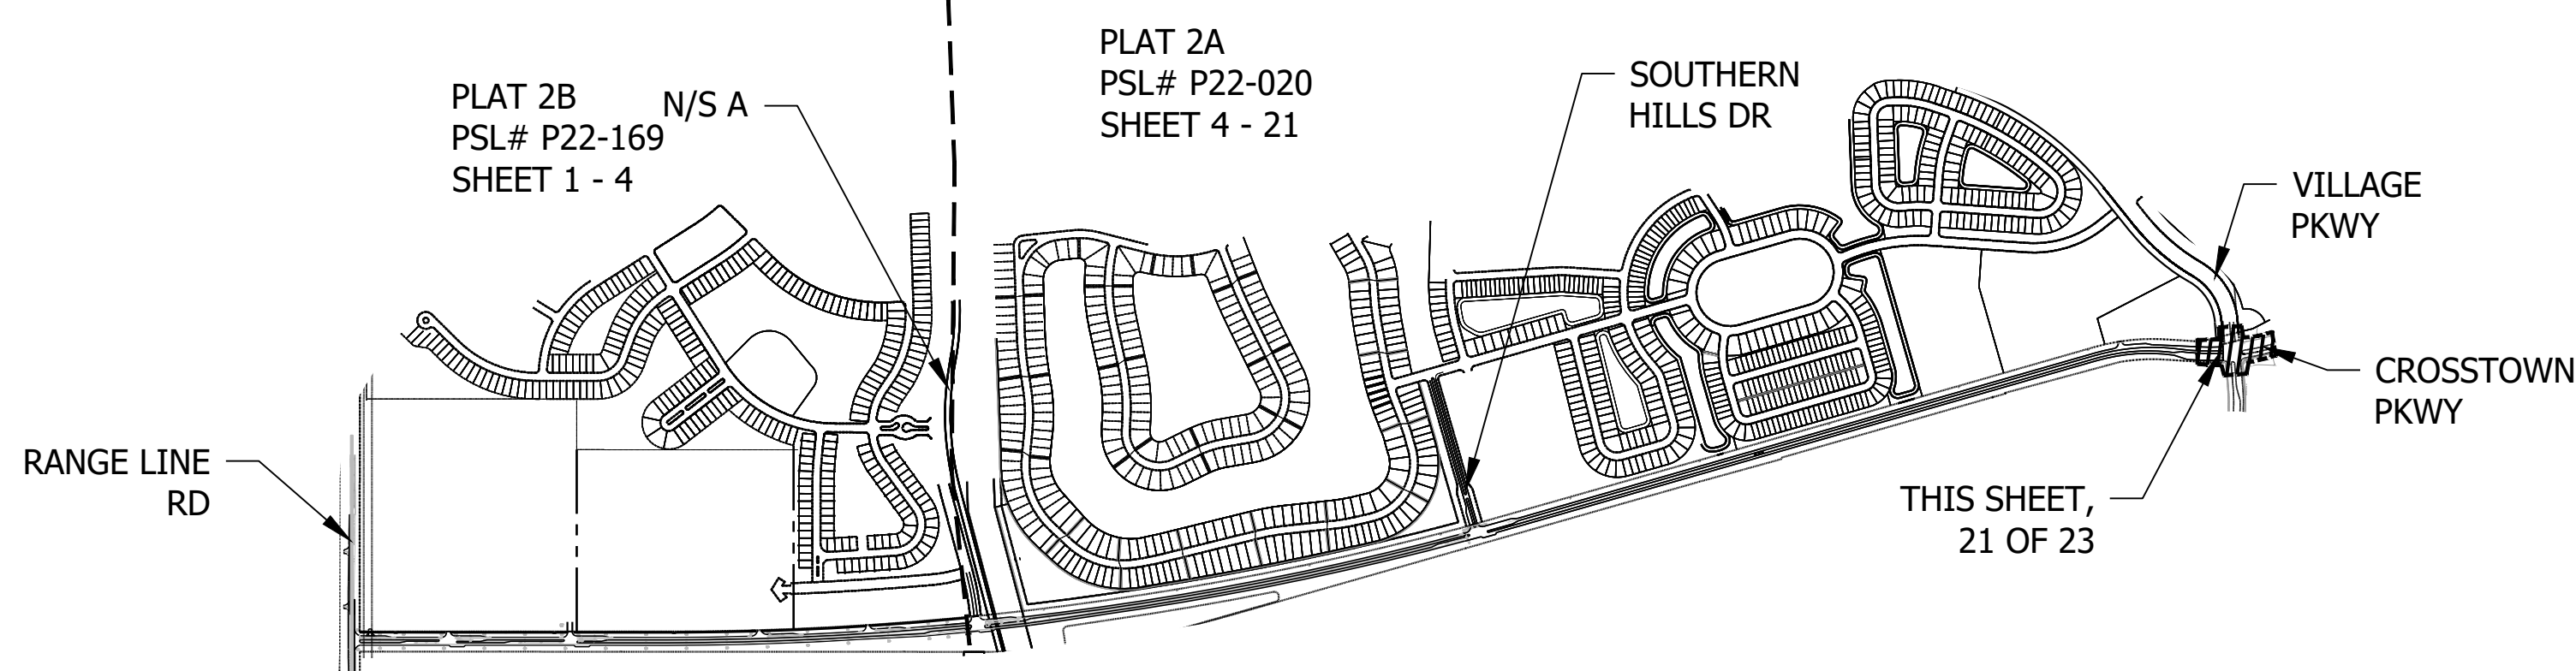 PLAT 2B
PSL# P22-169
SHEET 1 - 4
N/S A
PLAT 2A
PSL# P22-020
SHEET 4 - 21
SOUTHERN
HILLS DR
VILLAGE
PKWY
CROSSTOWN
PKWY
RANGE LINE
RD
THIS SHEET,
21 OF 23